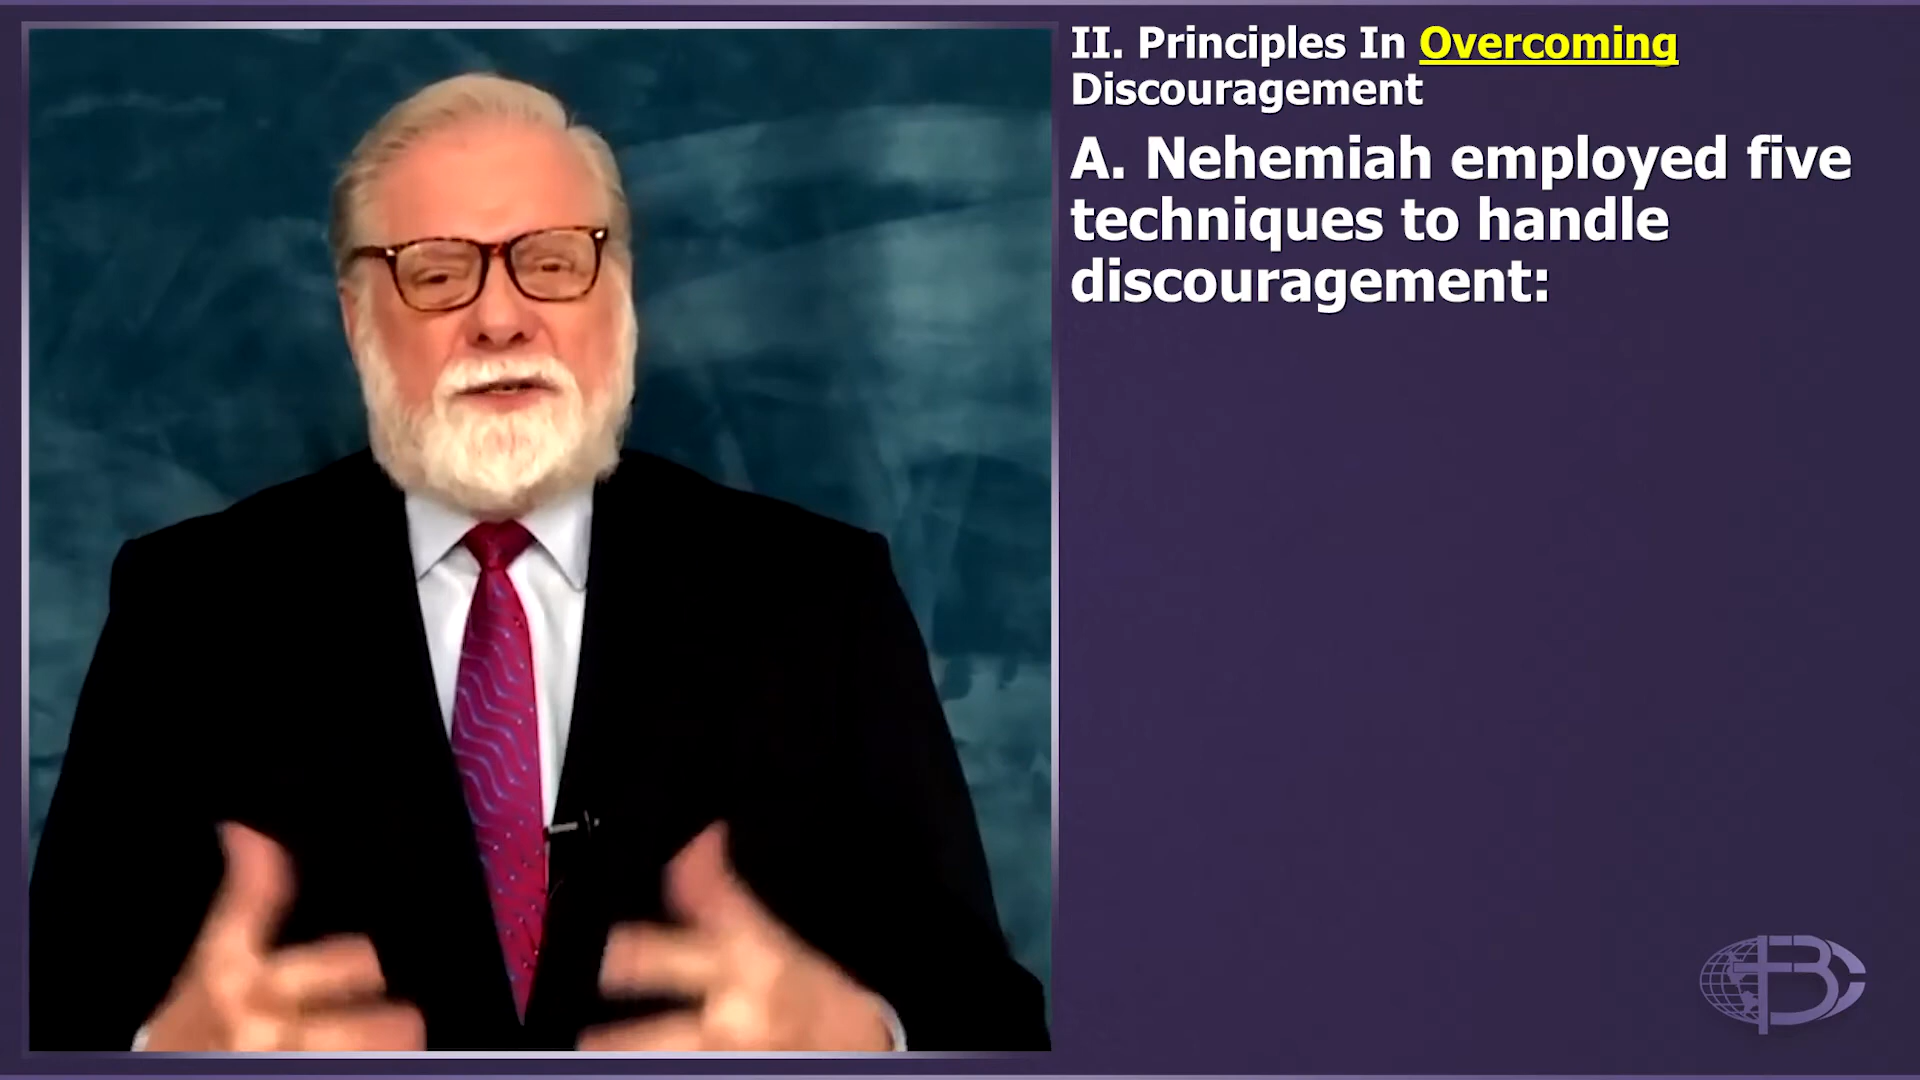 II. Principles In Overcoming
Discouragement
A. Nehemiah employed five
techniques to handle
discouragement: